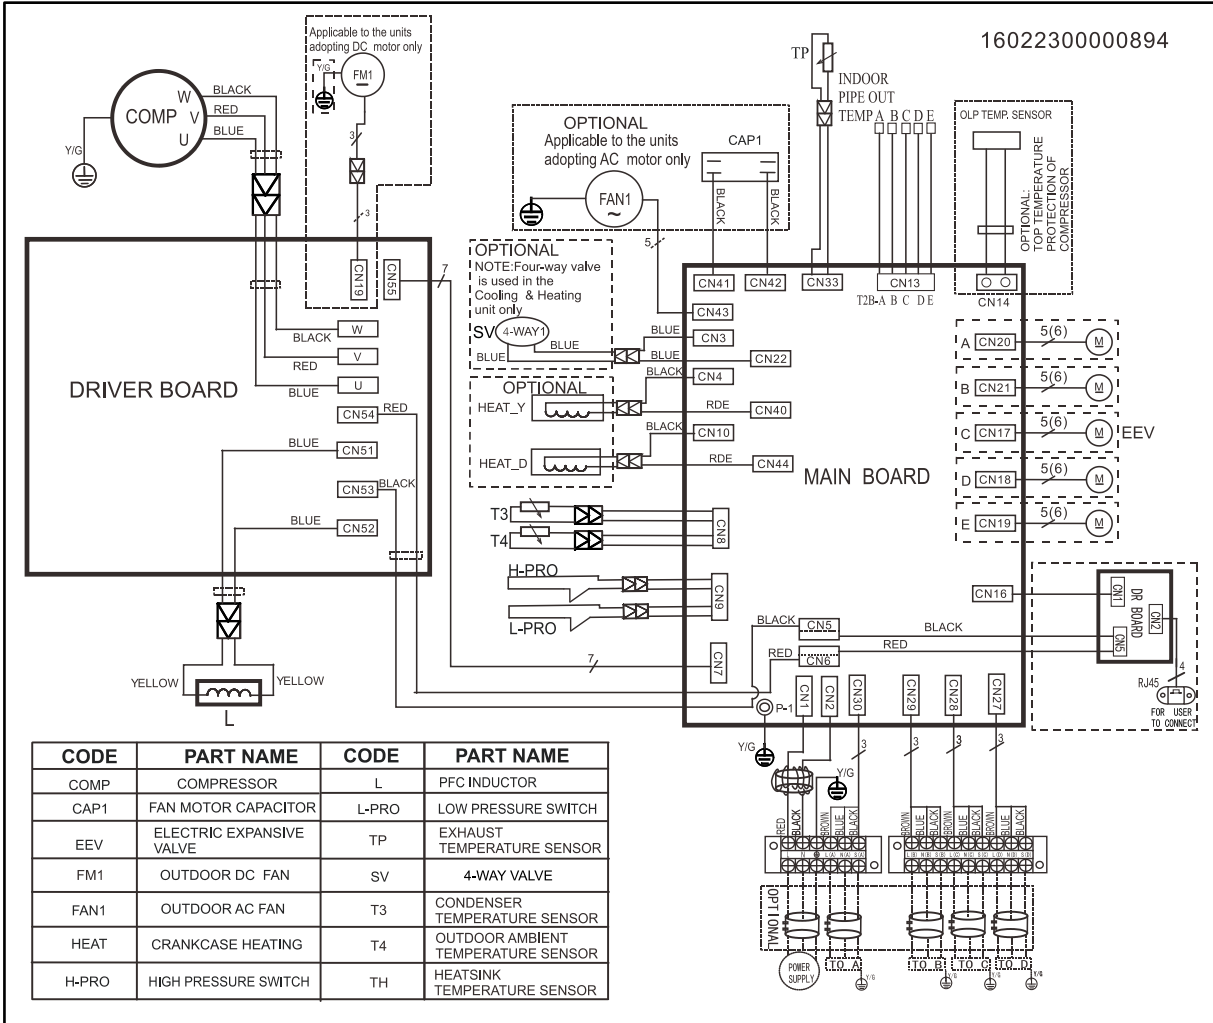 16022300000894
Applicable to the units
adopting DC motor only
Y/G
FM1
3
3
COMP
W
V
U
BLACK
RED
BLUE
Y/G
OPTIONAL
Applicable to the units
adopting AC motor only
CAP1
FAN1
~
BLACK
BLACK
5
TP
INDOOR
PIPE OUT
TEMP A B C D E
OLP TEMP. SENSOR
OPTIONAL:
TOP TEMPERATURE
PROTECTION OF
COMPRESSOR
CN19
CN55
7
OPTIONAL
NOTE:Four-way valve
is used in the
Cooling & Heating
unit only
SV
4-WAY1
BLUE
BLUE
BLUE
BLUE
CN41
CN42
CN33
CN13
T2B-A B C D E
CN14
CN43
CN3
CN22
CN4
CN40
CN10
CN44
BLACK
RDE
BLACK
RDE
OPTIONAL
HEAT_Y
HEAT_D
DRIVER BOARD
BLACK
W
RED
V
BLUE
U
CN54
RED
BLUE
CN51
CN53
BLACK
BLUE
CN52
MAIN BOARD
A
CN20
5(6)
M
B
CN21
5(6)
M
C
CN17
5(6)
M
EEV
D
CN18
5(6)
M
E
CN19
5(6)
M
T3
T4
CN8
H-PRO
L-PRO
CN9
7
CN7
BLACK
CN5
BLACK
RED
CN6
RED
CN16
CN1
DR BOARD
CN2
CN5
4
RJ45
FOR USER
TO CONNECT
YELLOW
YELLOW
L
P-1
CN1
CN2
CN30
CN29
CN28
CN27
Y/G
Y/G
3
3
3
3
RED
BLACK
BROWN
BLUE
BLACK
BROWN
BLUE
BLACK
BROWN
BLUE
BLACK
BROWN
BLUE
BLACK
L
N
L(A)
N(A)
S(A)
L(B)
N(B)
S(B)
L(C)
N(C)
S(C)
L(D)
N(D)
S(D)
OPTIONAL
POWER
SUPPLY
TO A
TO B
TO C
TO D
Y/G
Y/G
Y/G
Y/G
CODE PART NAME CODE PART NAME
COMP COMPRESSOR L PFC INDUCTOR
CAP1 FAN MOTOR CAPACITOR L-PRO LOW PRESSURE SWITCH
EEV ELECTRIC EXPANSIVE VALVE TP EXHAUST TEMPERATURE SENSOR
FM1 OUTDOOR DC FAN SV 4-WAY VALVE
FAN1 OUTDOOR AC FAN T3 CONDENSER TEMPERATURE SENSOR
HEAT CRANKCASE HEATING T4 OUTDOOR AMBIENT TEMPERATURE SENSOR
H-PRO HIGH PRESSURE SWITCH TH HEATSINK TEMPERATURE SENSOR